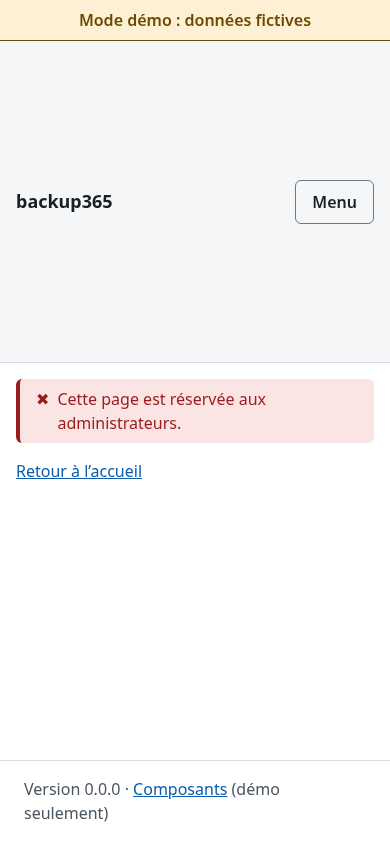 Mode démo : données fictives
backup365
Menu
✖ Cette page est réservée aux
administrateurs.
Retour à l’accueil
Version 0.0.0 · Composants (démo
seulement)